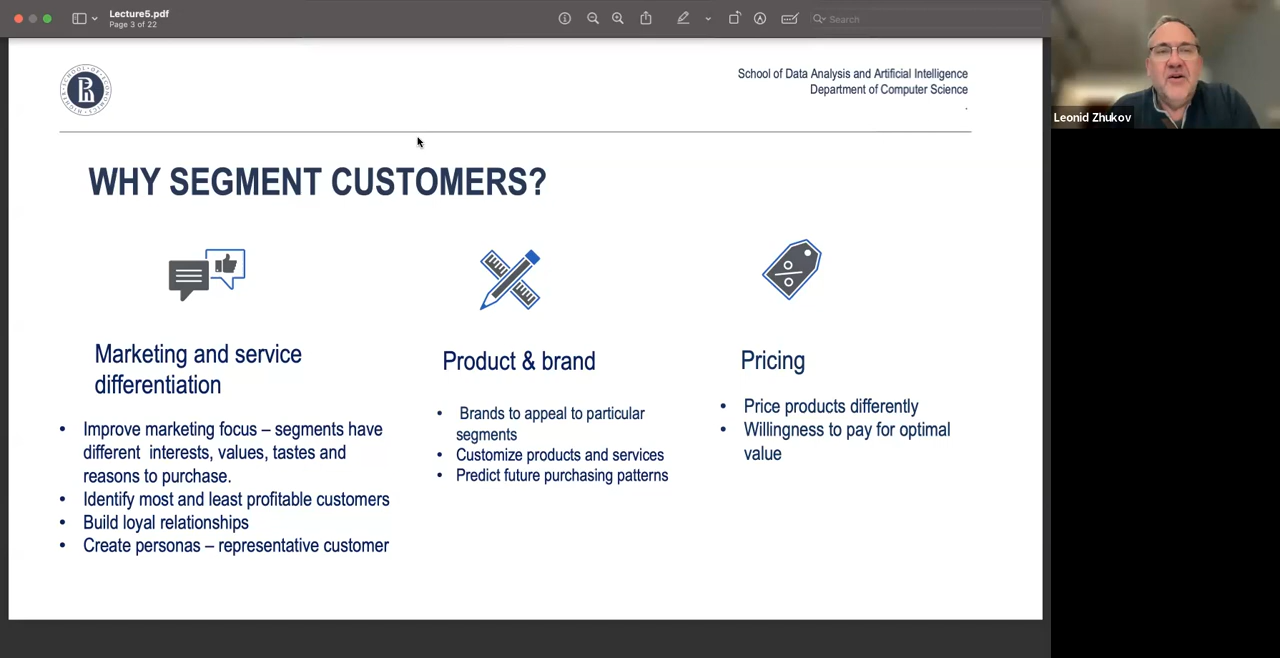 Lecture5.pdf
Page 3 of 22
Search
Leonid Zhukov
School of Data Analysis and Artificial Intelligence
Department of Computer Science
.
WHY SEGMENT CUSTOMERS?
Marketing and service
differentiation
• Improve marketing focus – segments have
different interests, values, tastes and
reasons to purchase.
• Identify most and least profitable customers
• Build loyal relationships
• Create personas – representative customer
Product & brand
• Brands to appeal to particular
segments
• Customize products and services
• Predict future purchasing patterns
Pricing
• Price products differently
• Willingness to pay for optimal
value